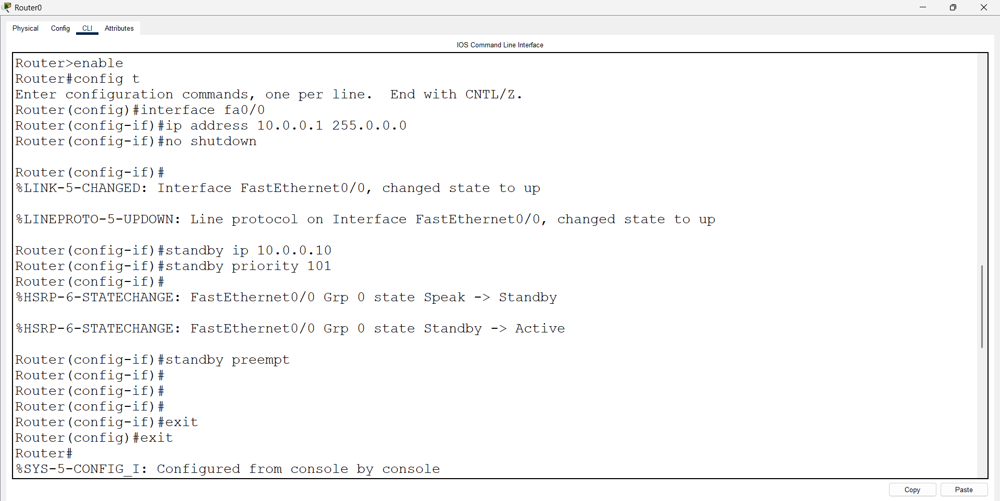 Router0
Physical Config CLI Attributes
IOS Command Line Interface
Router>enable
Router#config t
Enter configuration commands, one per line.  End with CNTL/Z.
Router(config)#interface fa0/0
Router(config-if)#ip address 10.0.0.1 255.0.0.0
Router(config-if)#no shutdown
Router(config-if)#
%LINK-5-CHANGED: Interface FastEthernet0/0, changed state to up
%LINEPROTO-5-UPDOWN: Line protocol on Interface FastEthernet0/0, changed state to up
Router(config-if)#standby ip 10.0.0.10
Router(config-if)#standby priority 101
Router(config-if)#
%HSRP-6-STATECHANGE: FastEthernet0/0 Grp 0 state Speak -> Standby
%HSRP-6-STATECHANGE: FastEthernet0/0 Grp 0 state Standby -> Active
Router(config-if)#standby preempt
Router(config-if)#
Router(config-if)#
Router(config-if)#
Router(config-if)#exit
Router(config)#exit
Router#
%SYS-5-CONFIG_I: Configured from console by console
Copy Paste